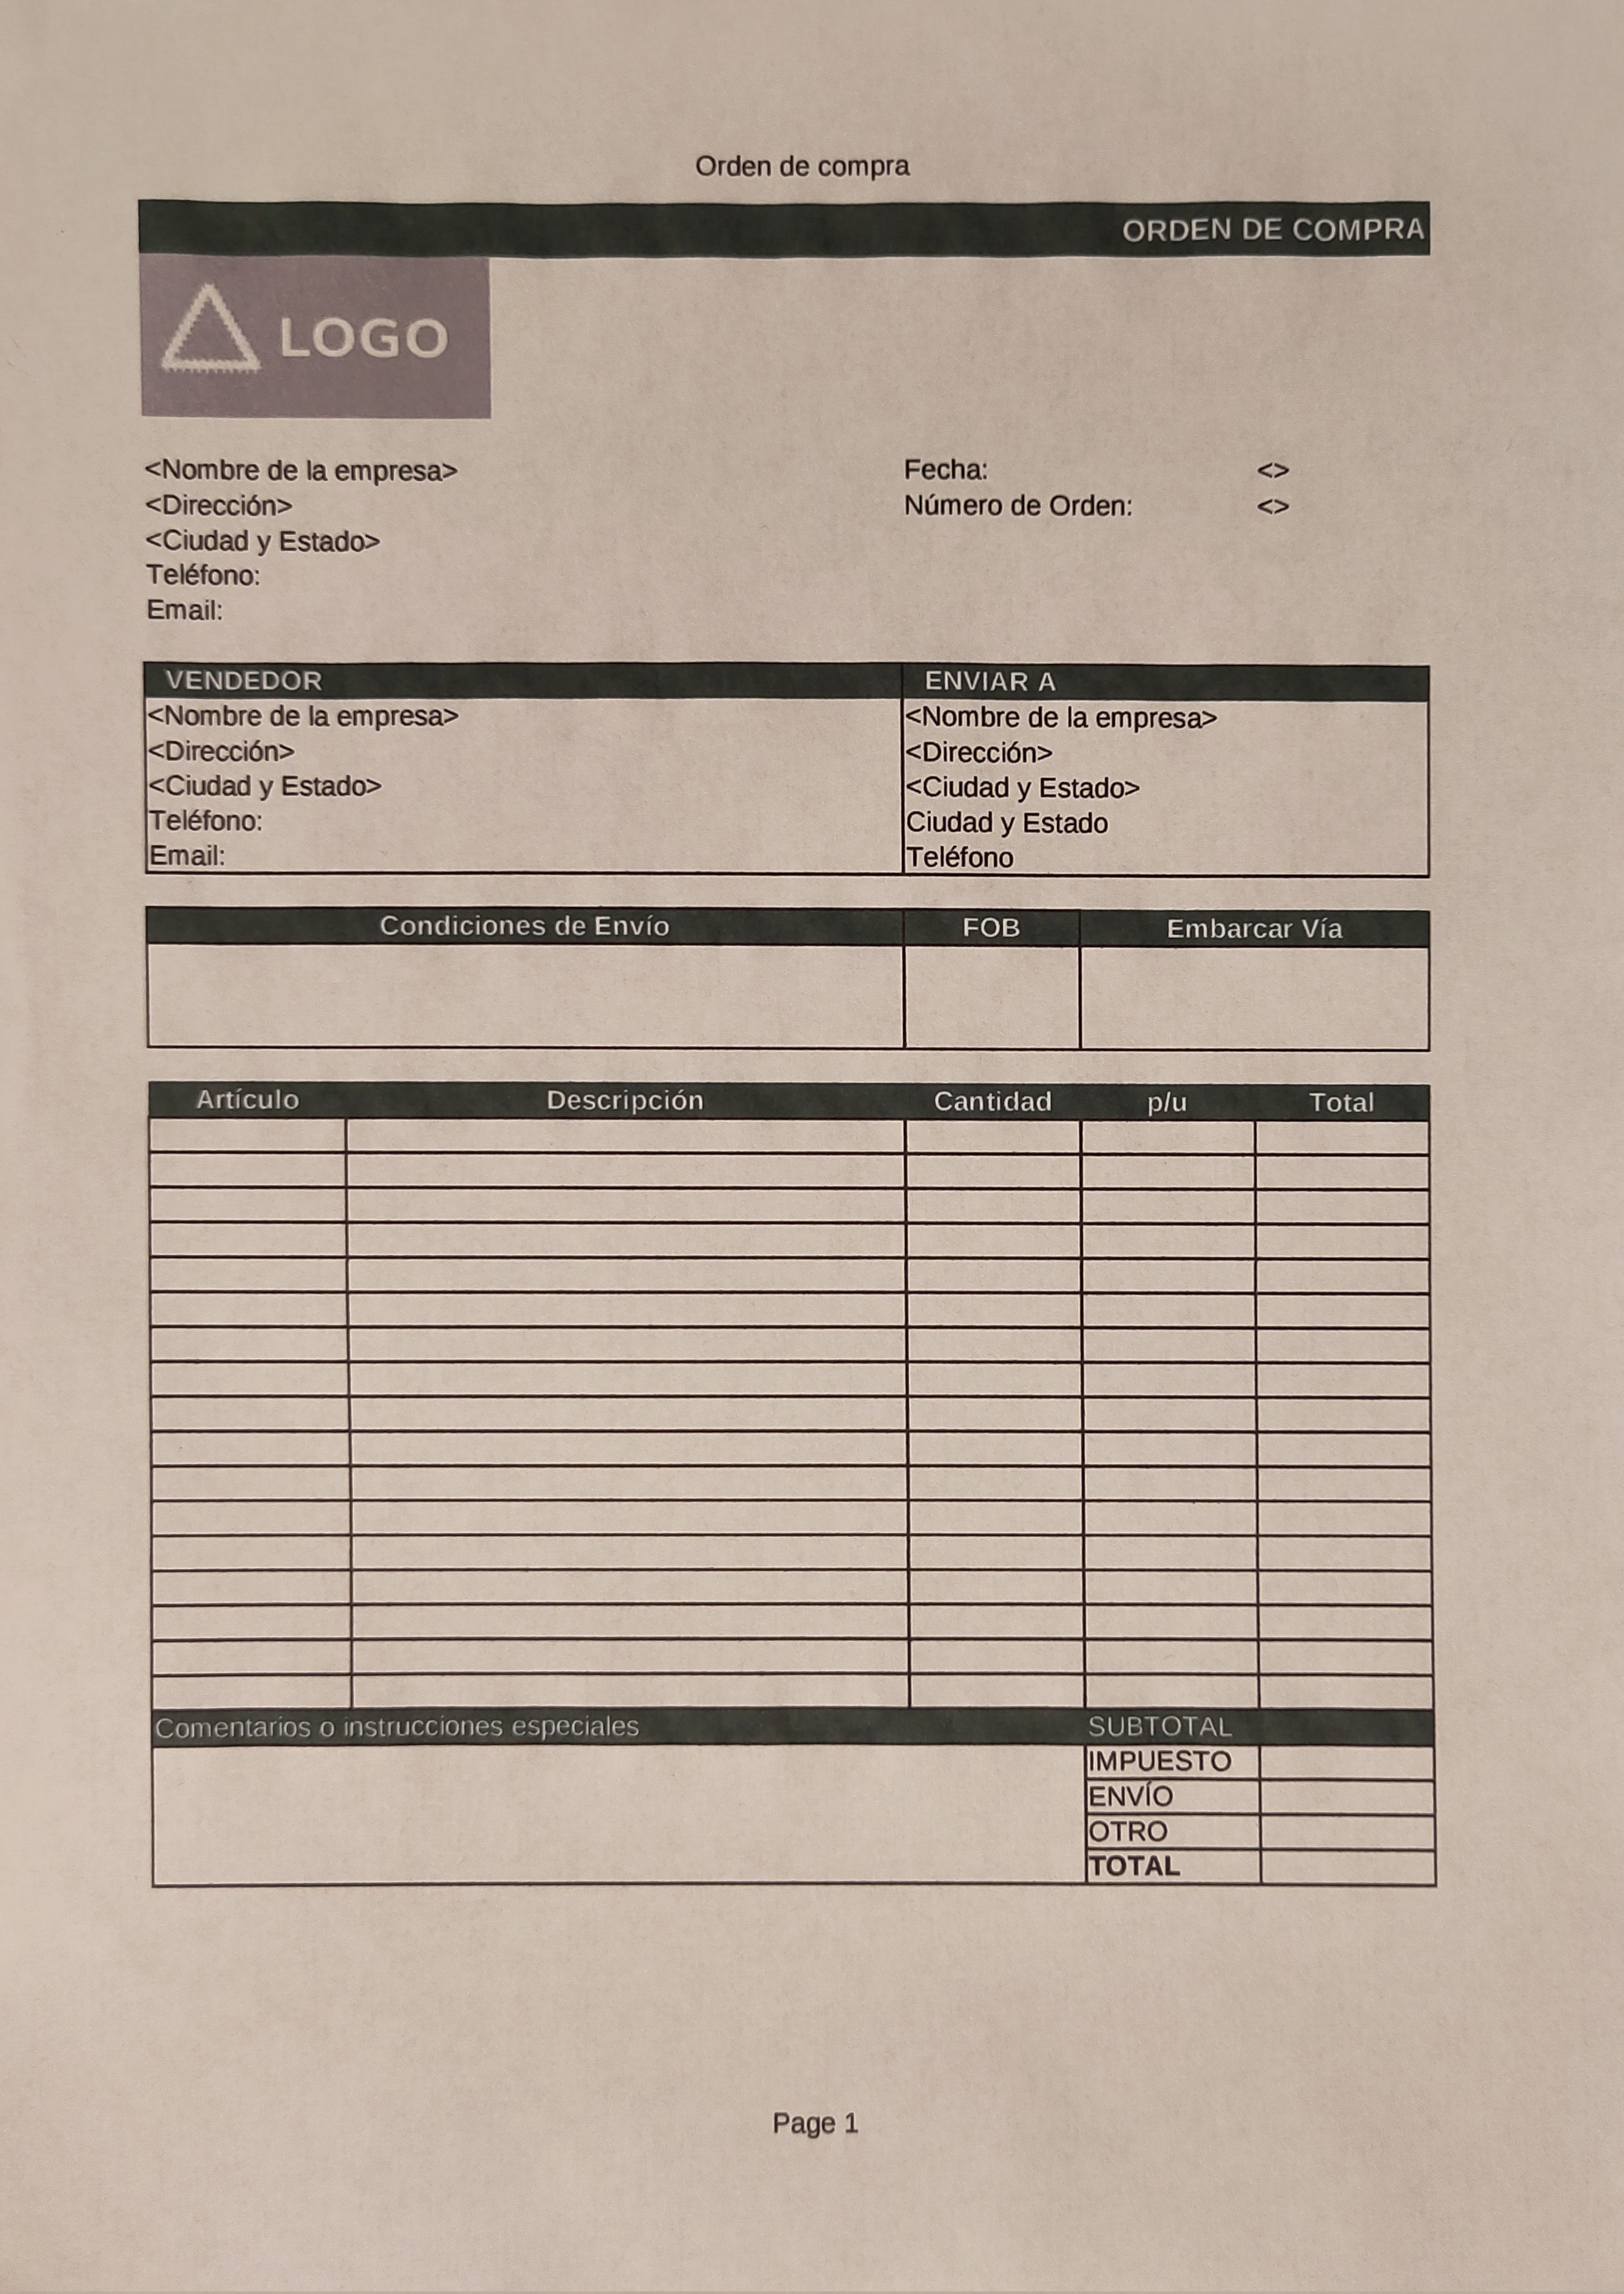 Orden de compra
ORDEN DE COMPRA
LOGO
<Nombre de la empresa>
<Dirección>
<Ciudad y Estado>
Teléfono:
Email:
Fecha: <>
Número de Orden: <>
VENDEDOR
<Nombre de la empresa>
<Dirección>
<Ciudad y Estado>
Teléfono:
Email:
ENVIAR A
<Nombre de la empresa>
<Dirección>
<Ciudad y Estado>
Ciudad y Estado
Teléfono
Condiciones de Envío FOB Embarcar Vía
Artículo Descripción Cantidad p/u Total
Comentarios o instrucciones especiales
SUBTOTAL
IMPUESTO
ENVÍO
OTRO
TOTAL
Page 1